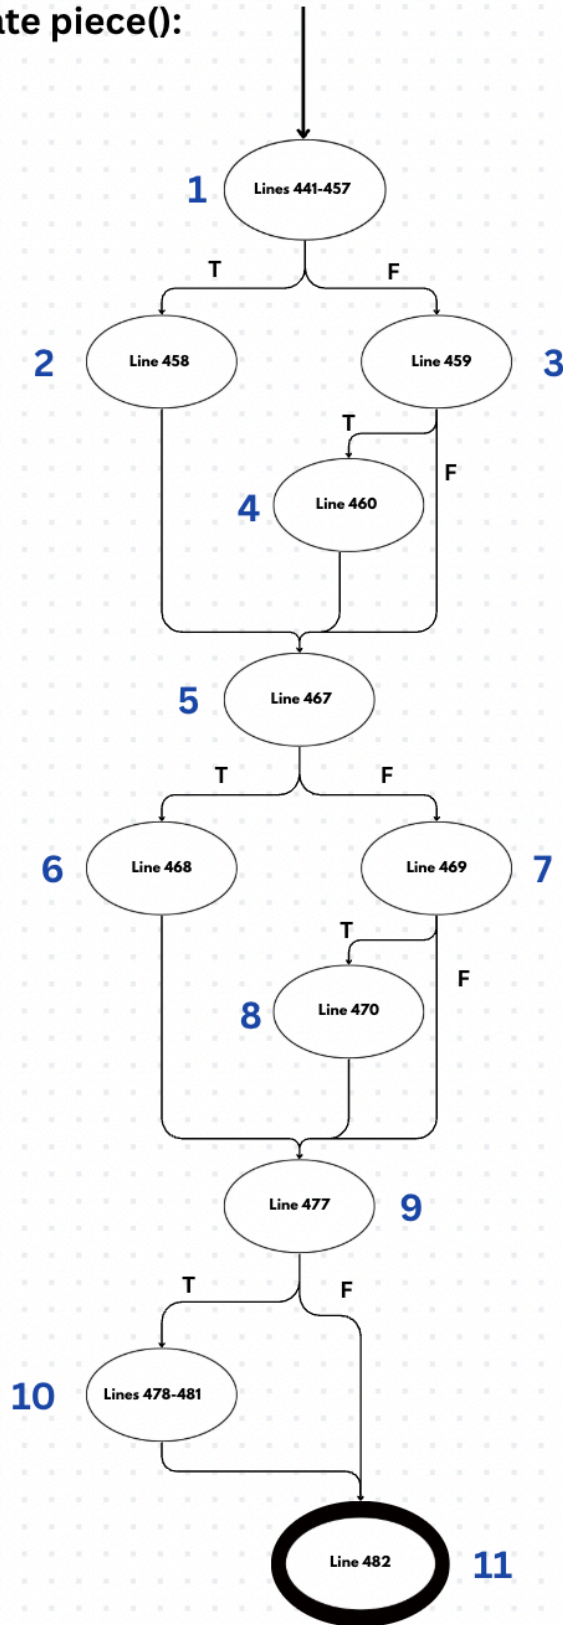 ate piece():
1 Lines 441-457
T F
2 Line 458 Line 459 3
T
F
4 Line 460
5 Line 467
T F
6 Line 468 Line 469 7
T
F
8 Line 470
Line 477 9
T F
10 Lines 478-481
Line 482 11